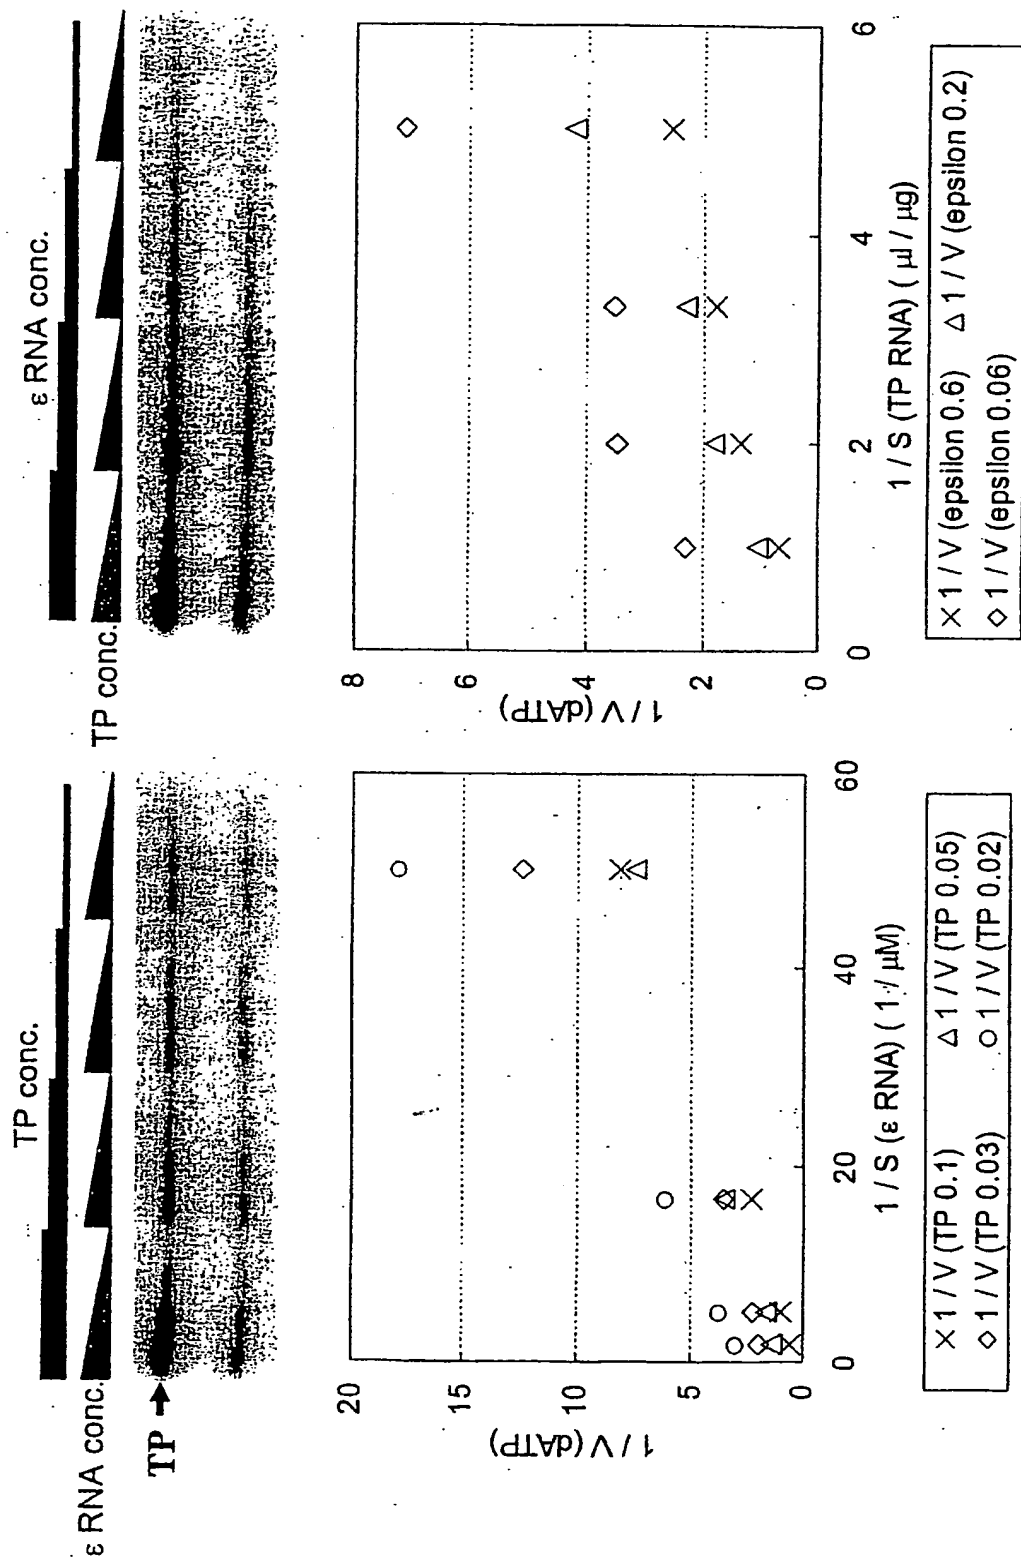 TP conc.
ε RNA conc.
TP →
20
15
10
5
0
1 / V (dATP)
0
20
40
60
1 / S (ε RNA) ( 1 / μM)
× 1 / V (TP 0.1)
△ 1 / V (TP 0.05)
◇ 1 / V (TP 0.03)
○ 1 / V (TP 0.02)
ε RNA conc.
TP conc.
8
6
4
2
0
1 / V (dATP)
0
2
4
6
1 / S (TP RNA) ( μl / μg)
× 1 / V (epsilon 0.6)
△ 1 / V (epsilon 0.2)
◇ 1 / V (epsilon 0.06)